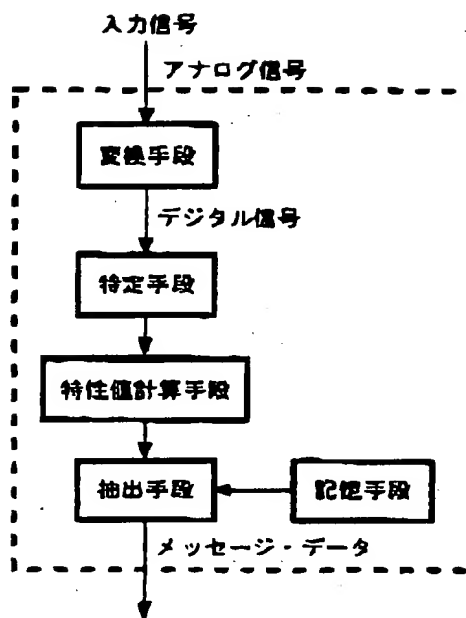 入力信号
アナログ信号
変換手段
デジタル信号
特定手段
特性値計算手段
抽出手段
記憶手段
メッセージ・データ